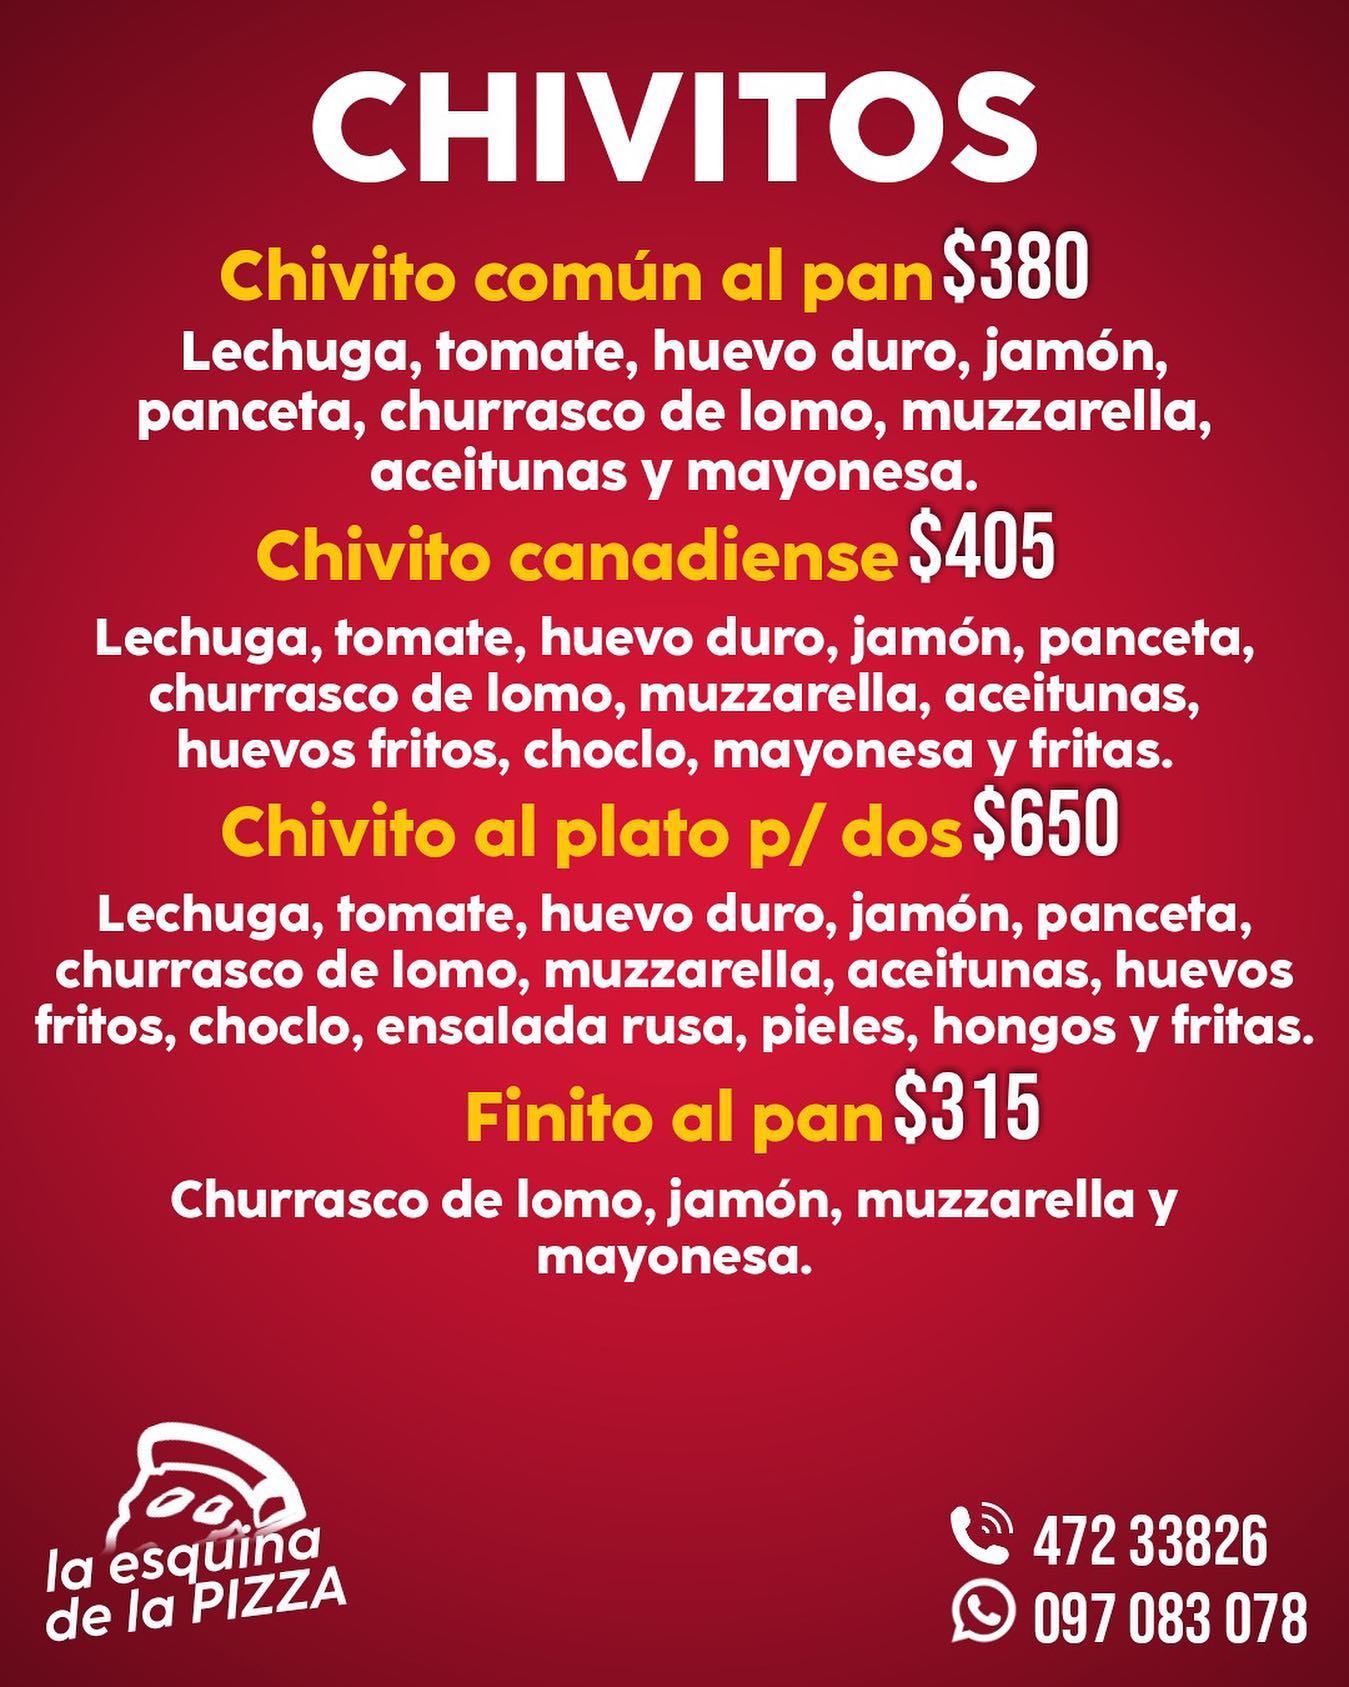 CHIVITOS
Chivito común al pan $380
Lechuga, tomate, huevo duro, jamón,
panceta, churrasco de lomo, muzzarella,
aceitunas y mayonesa.
Chivito canadiense $405
Lechuga, tomate, huevo duro, jamón, panceta,
churrasco de lomo, muzzarella, aceitunas,
huevos fritos, choclo, mayonesa y fritas.
Chivito al plato p/ dos $650
Lechuga, tomate, huevo duro, jamón, panceta,
churrasco de lomo, muzzarella, aceitunas, huevos
fritos, choclo, ensalada rusa, pieles, hongos y fritas.
Finito al pan $315
Churrasco de lomo, jamón, muzzarella y
mayonesa.
la esquina
de la PIZZA
472 33826
097 083 078